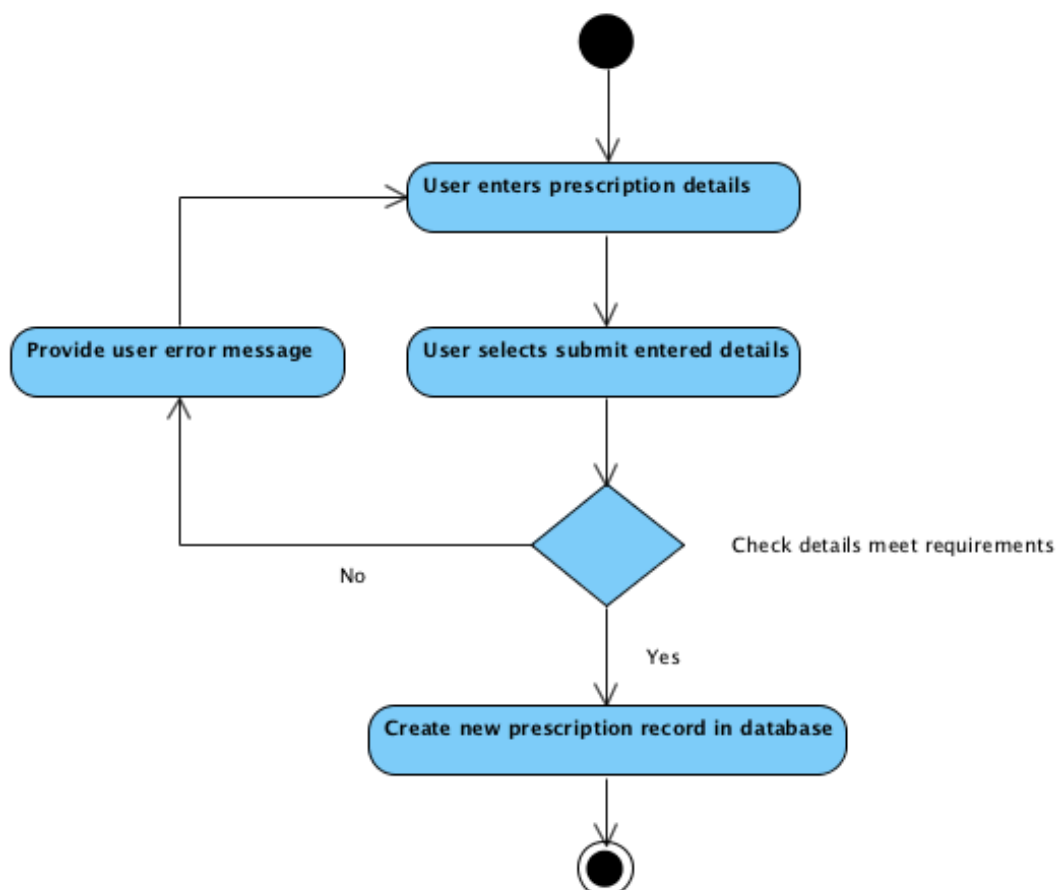 User enters prescription details
Provide user error message
User selects submit entered details
Check details meet requirements
No
Yes
Create new prescription record in database